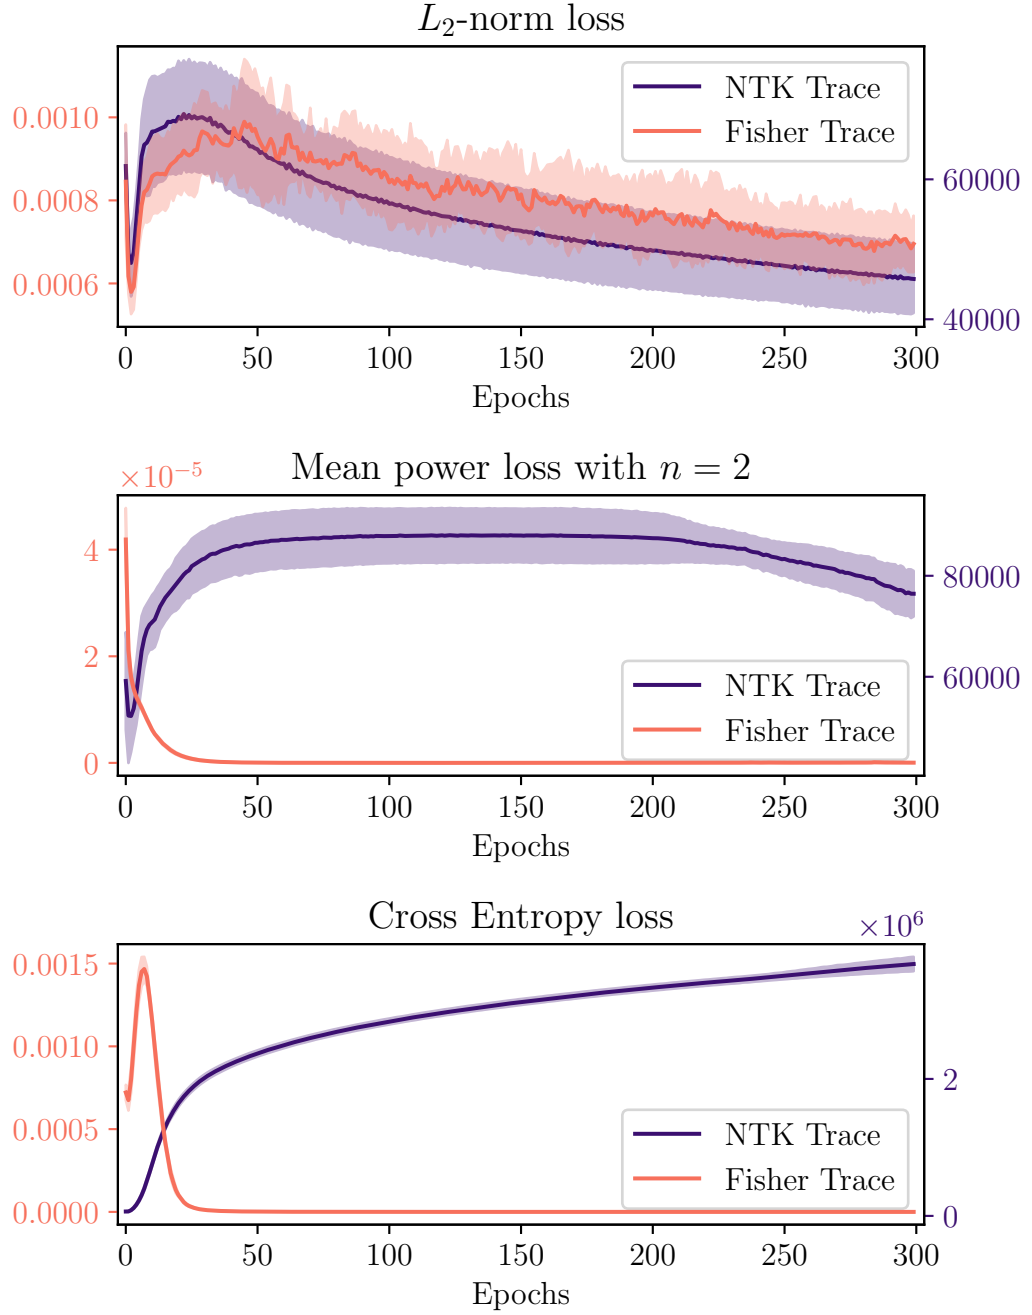 L₂-norm loss
0.0010
0.0008
0.0006
60000
40000
NTK Trace
Fisher Trace
0 50 100 150 200 250 300
Epochs
×10⁻⁵
Mean power loss with n = 2
4
2
0
80000
60000
NTK Trace
Fisher Trace
0 50 100 150 200 250 300
Epochs
Cross Entropy loss
×10⁶
0.0015
0.0010
0.0005
0.0000
2
0
NTK Trace
Fisher Trace
0 50 100 150 200 250 300
Epochs